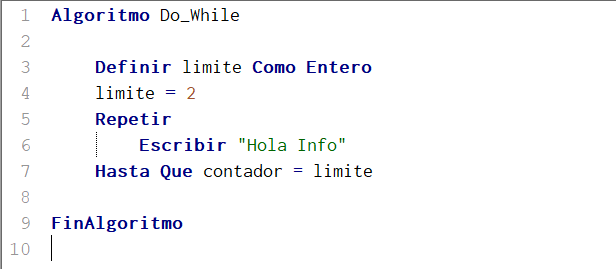 1 Algoritmo Do_While
2
3 Definir limite Como Entero
4 limite = 2
5 Repetir
6 Escribir "Hola Info"
7 Hasta Que contador = limite
8
9 FinAlgoritmo
10